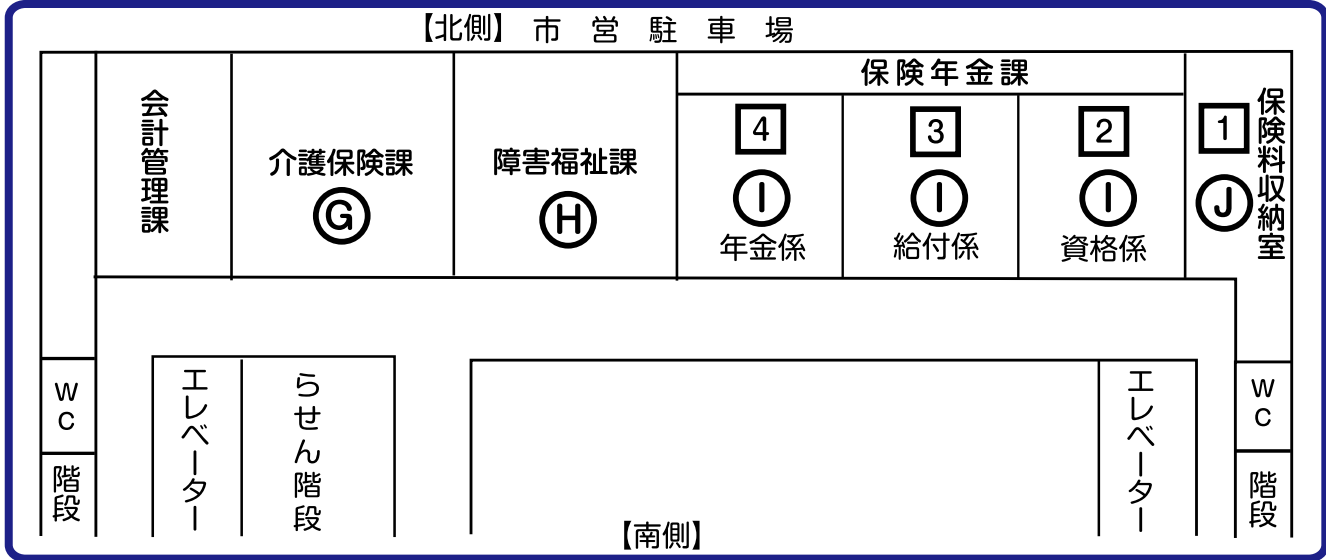 【北側】 市営駐車場
会計管理課
介護保険課
G
障害福祉課
H
保険年金課
4
I
年金係
3
I
給付係
2
I
資格係
1
J
保険料収納室
WC
階段
エレベーター
らせん階段
エレベーター
WC
階段
【南側】